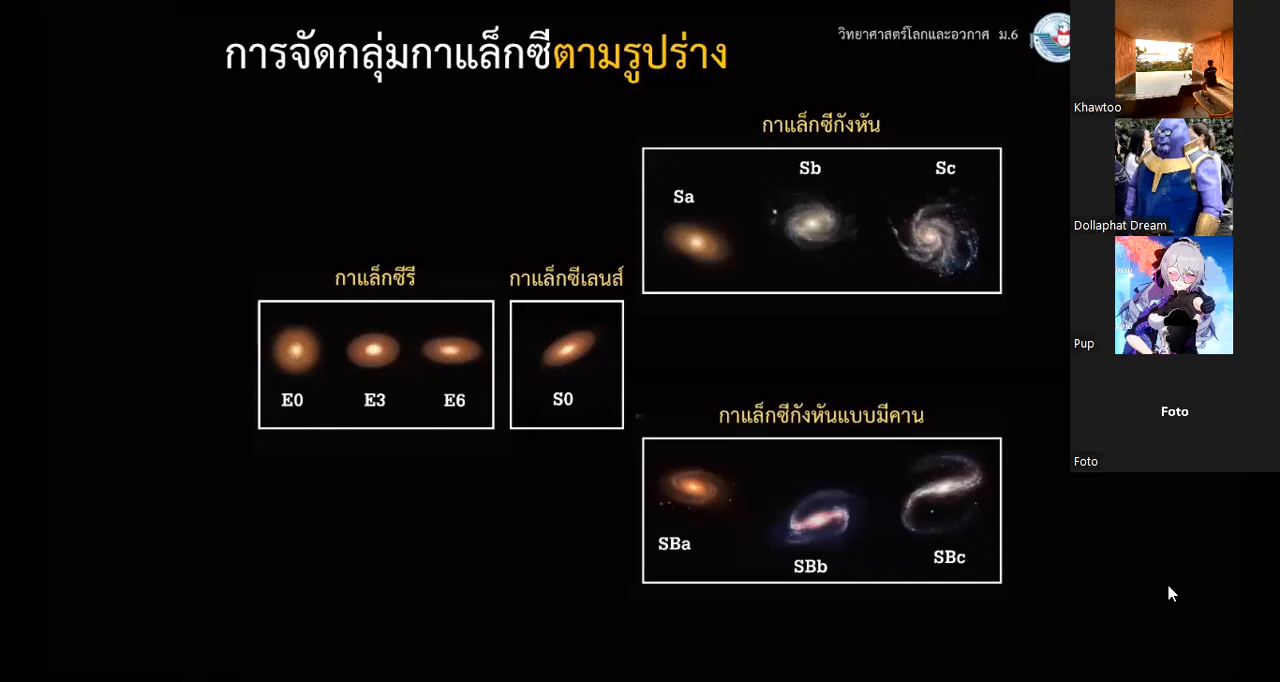 การจัดกลุ่มกาแล็กซีตามรูปร่าง
วิทยาศาสตร์โลกและอวกาศ ม.6
กาแล็กซีกังหัน
Sa
Sb
Sc
กาแล็กซีรี
E0
E3
E6
กาแล็กซีเลนส์
S0
กาแล็กซีกังหันแบบมีคาน
SBa
SBb
SBc
Khawtoo
Dollaphat Dream
Pup
Foto
Foto